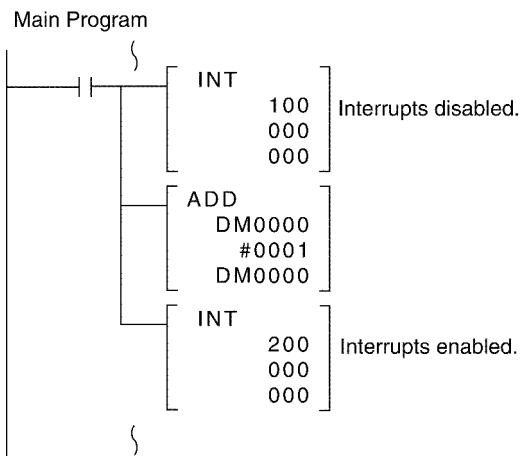 Main Program
INT
100 Interrupts disabled.
000
000
ADD
DM0000
#0001
DM0000
INT
200 Interrupts enabled.
000
000